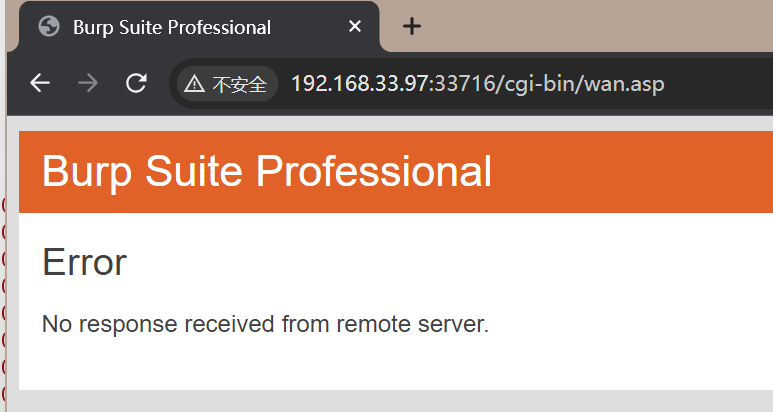 Burp Suite Professional
不安全 192.168.33.97:33716/cgi-bin/wan.asp
Burp Suite Professional
Error
No response received from remote server.